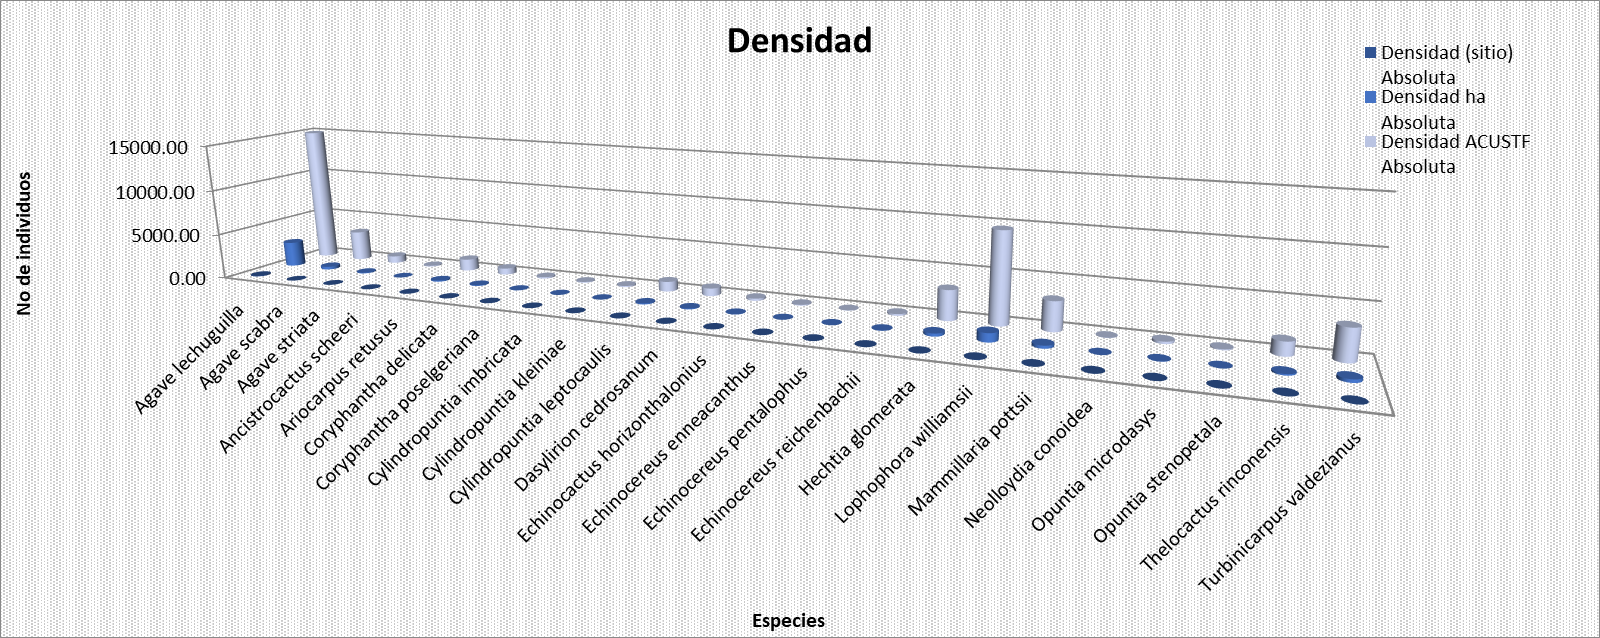 Densidad
Densidad (sitio)
Absoluta
Densidad ha
Absoluta
Densidad ACUSTF
Absoluta
No de individuos
15000.00
10000.00
5000.00
0.00
Agave lechuguilla
Agave scabra
Agave striata
Ancistrocactus scheeri
Ariocarpus retusus
Coryphantha delicata
Coryphantha poselgeriana
Cylindropuntia imbricata
Cylindropuntia kleiniae
Cylindropuntia leptocaulis
Dasylirion cedrosanum
Echinocactus horizonthalonius
Echinocereus enneacanthus
Echinocereus pentalophus
Echinocereus reichenbachii
Hechtia glomerata
Lophophora williamsii
Mammillaria pottsii
Neolloydia conoidea
Opuntia microdasys
Opuntia stenopetala
Thelocactus rinconensis
Turbinicarpus valdezianus
Especies